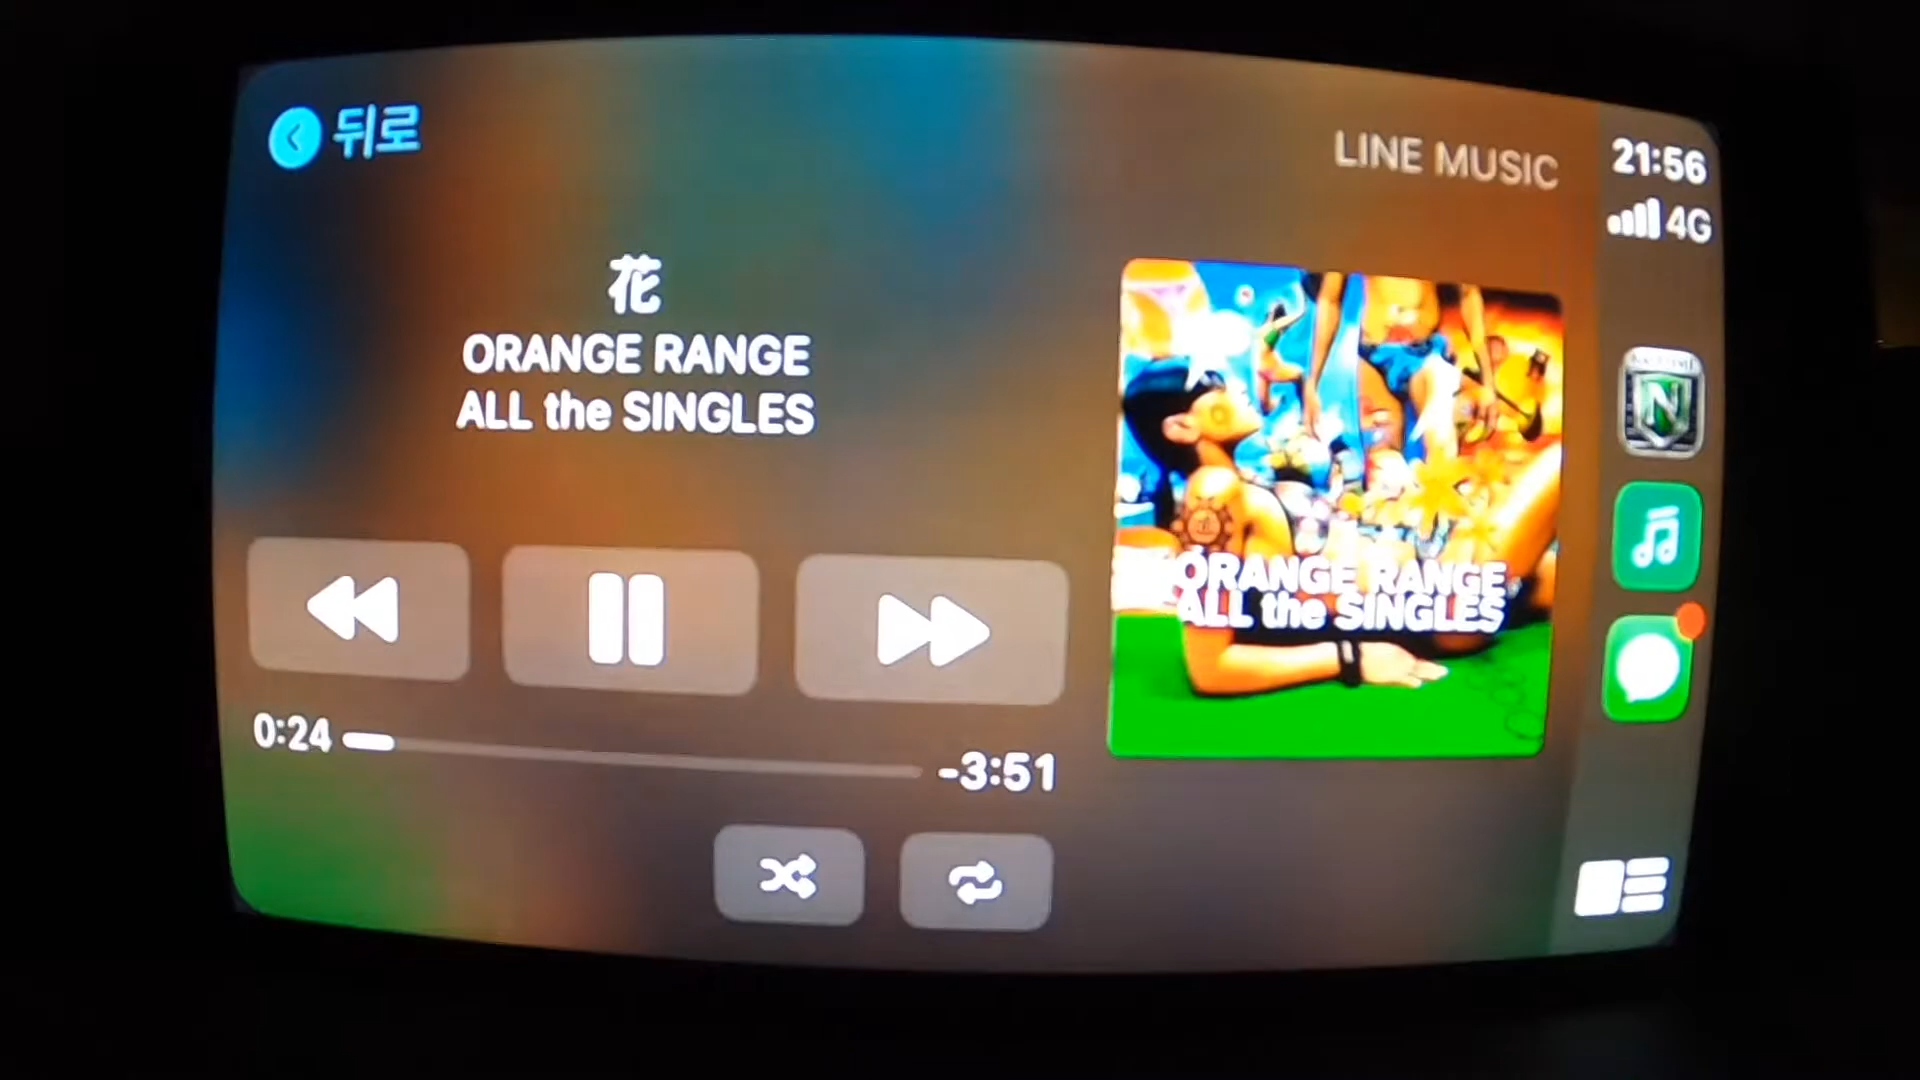 뒤로
LINE MUSIC
21:56
4G
花
ORANGE RANGE
ALL the SINGLES
ORANGE RANGE
ALL the SINGLES
N
0:24
-3:51